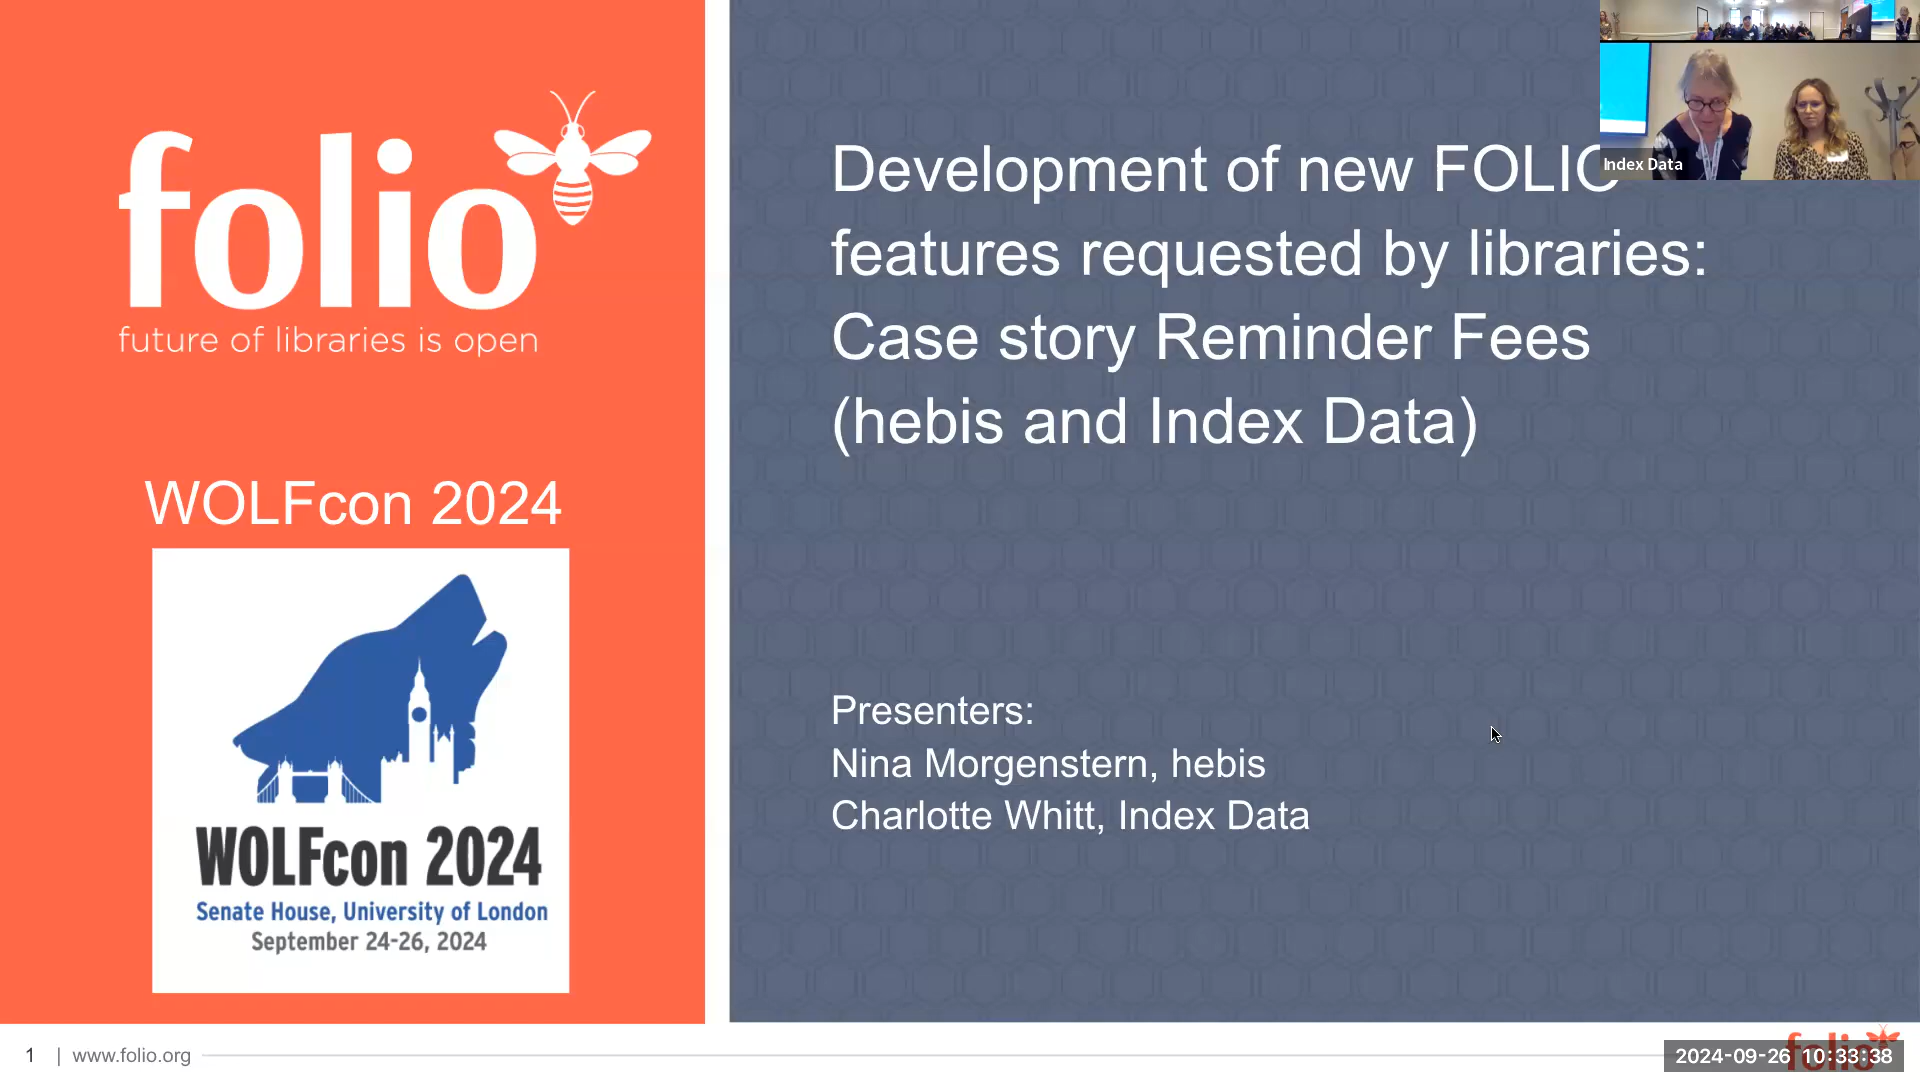 folio
future of libraries is open
WOLFcon 2024
WOLFcon 2024
Senate House, University of London
September 24-26, 2024
Development of new FOLIO
features requested by libraries:
Case story Reminder Fees
(hebis and Index Data)
Presenters:
Nina Morgenstern, hebis
Charlotte Whitt, Index Data
Index Data
1 | www.folio.org
folio
2024-09-26 10:33:38